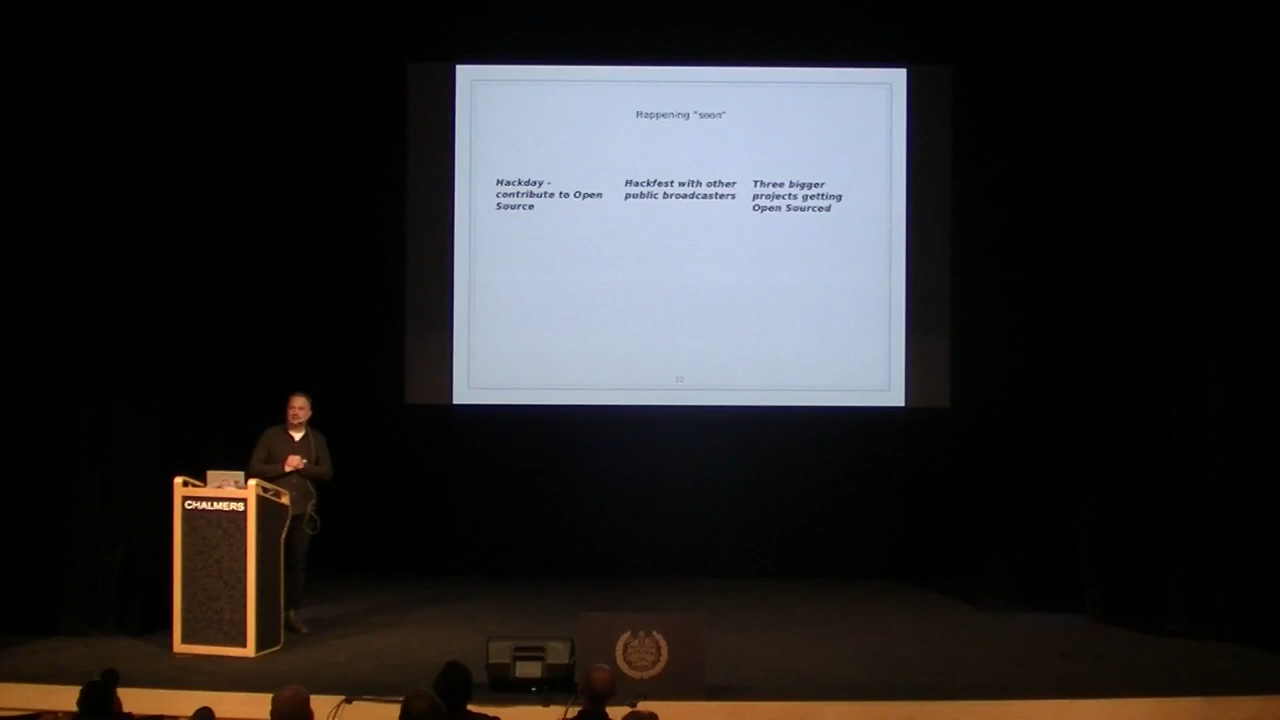 Happening "soon"
Hackday -
contribute to Open
Source
Hackfest with other
public broadcasters
Three bigger
projects getting
Open Sourced
CHALMERS